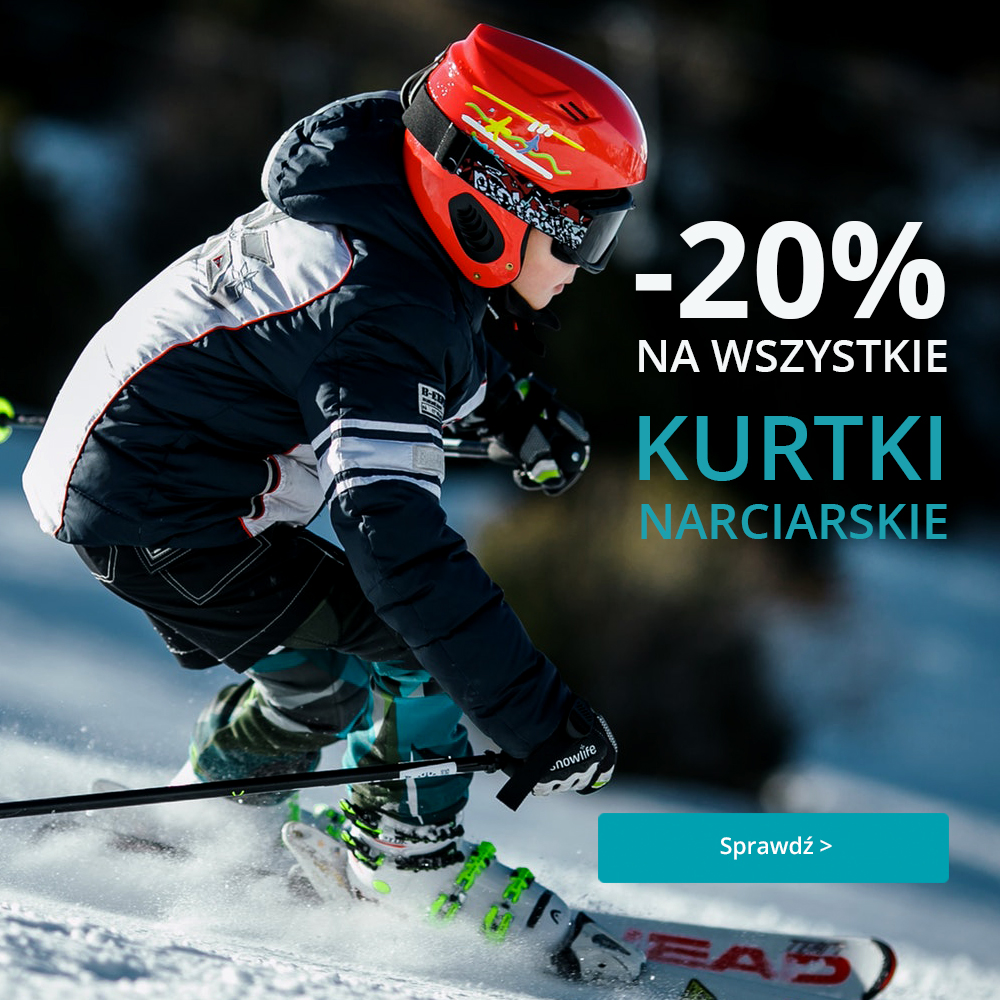 -20%
NA WSZYSTKIE
KURTKI
NARCIARSKIE
snowlife
Sprawdź >
HEAD